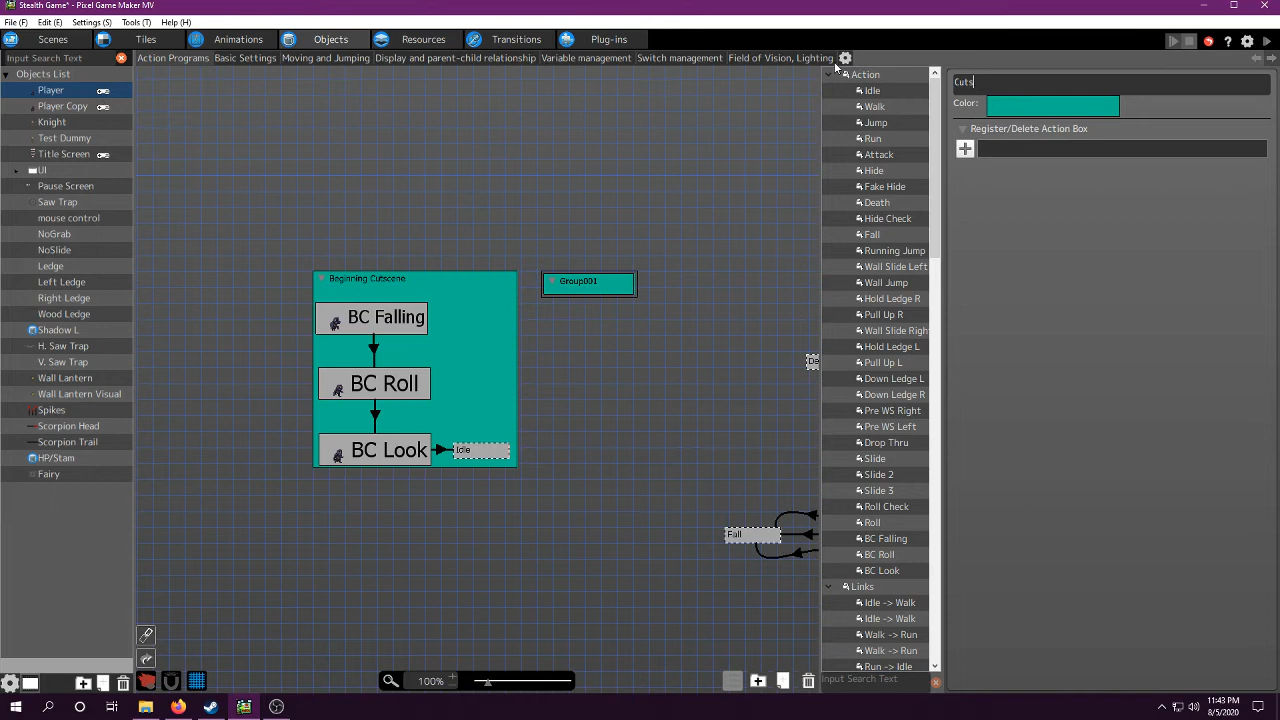 Stealth Game* - Pixel Game Maker MV
File (F) Edit (E) Settings (S) Tools (T) Help (H)
Scenes Tiles Animations Objects Resources Transitions Plug-ins
Input Search Text
Action Programs Basic Settings Moving and Jumping Display and parent-child relationship Variable management Switch management Field of Vision, Lighting
Objects List
Player
Player Copy
Knight
Test Dummy
Title Screen
UI
Pause Screen
Saw Trap
mouse control
NoGrab
NoSlide
Ledge
Left Ledge
Right Ledge
Wood Ledge
Shadow L
H. Saw Trap
V. Saw Trap
Wall Lantern
Wall Lantern Visual
Spikes
Scorpion Head
Scorpion Trail
HP/Stam
Fairy
Beginning Cutscene
BC Falling
BC Roll
BC Look
Idle
Group001
De
Fall
100%
Action
Idle
Walk
Jump
Run
Attack
Hide
Fake Hide
Death
Hide Check
Fall
Running Jump
Wall Slide Left
Wall Jump
Hold Ledge R
Pull Up R
Wall Slide Right
Hold Ledge L
Pull Up L
Down Ledge L
Down Ledge R
Pre WS Right
Pre WS Left
Drop Thru
Slide
Slide 2
Slide 3
Roll Check
Roll
BC Falling
BC Roll
BC Look
Links
Idle -> Walk
Idle -> Walk
Walk -> Run
Walk -> Run
Run -> Idle
Input Search Text
Cuts
Color:
Register/Delete Action Box
11:43 PM
8/5/2020